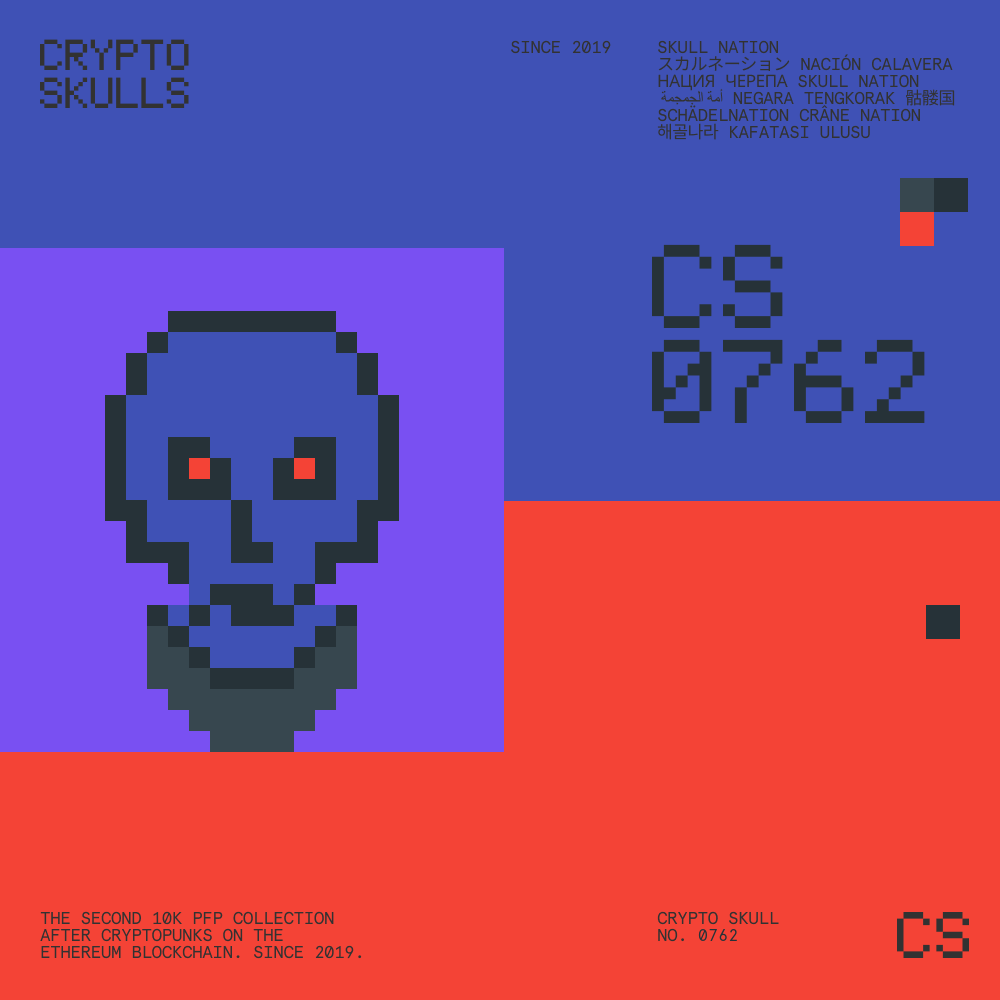 CRYPTO
SKULLS
SINCE 2019
SKULL NATION
スカルネーション NACIÓN CALAVERA
НАЦИЯ ЧЕРЕПА SKULL NATION
أمة الجمجمة NEGARA TENGKORAK 骷髅国
SCHÄDELNATION CRÂNE NATION
해골나라 KAFATASI ULUSU
CS
0762
THE SECOND 10K PFP COLLECTION
AFTER CRYPTOPUNKS ON THE
ETHEREUM BLOCKCHAIN. SINCE 2019.
CRYPTO SKULL
NO. 0762
CS